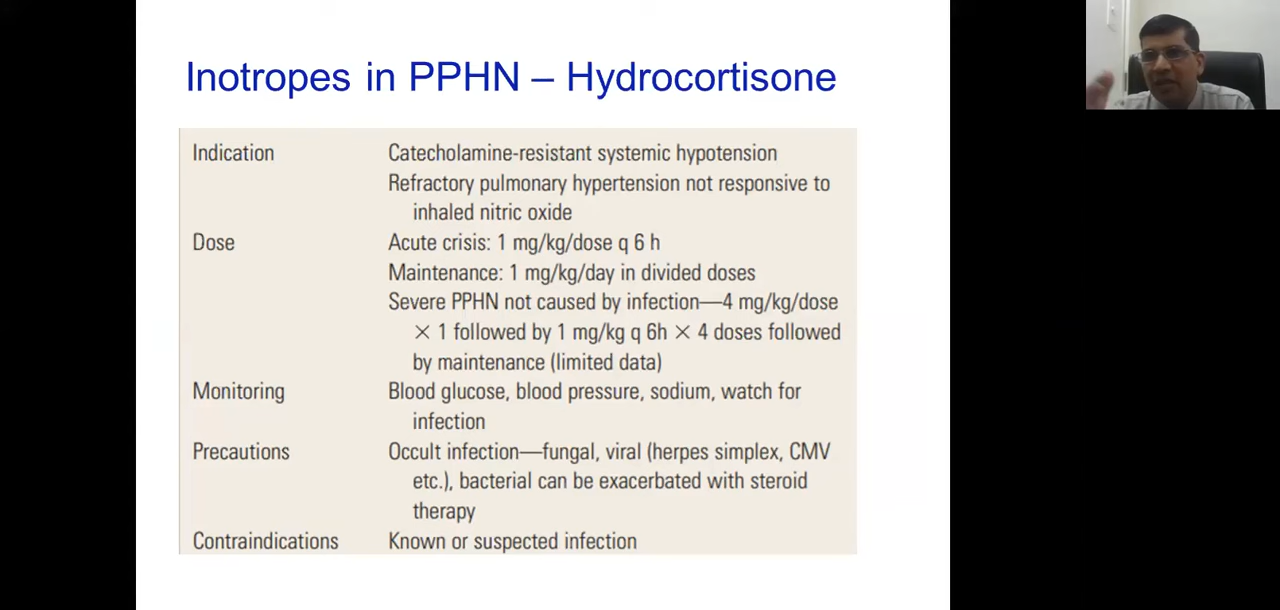 Inotropes in PPHN – Hydrocortisone
Indication Catecholamine-resistant systemic hypotension
Refractory pulmonary hypertension not responsive to
inhaled nitric oxide
Dose Acute crisis: 1 mg/kg/dose q 6 h
Maintenance: 1 mg/kg/day in divided doses
Severe PPHN not caused by infection—4 mg/kg/dose
× 1 followed by 1 mg/kg q 6h × 4 doses followed
by maintenance (limited data)
Monitoring Blood glucose, blood pressure, sodium, watch for
infection
Precautions Occult infection—fungal, viral (herpes simplex, CMV
etc.), bacterial can be exacerbated with steroid
therapy
Contraindications Known or suspected infection